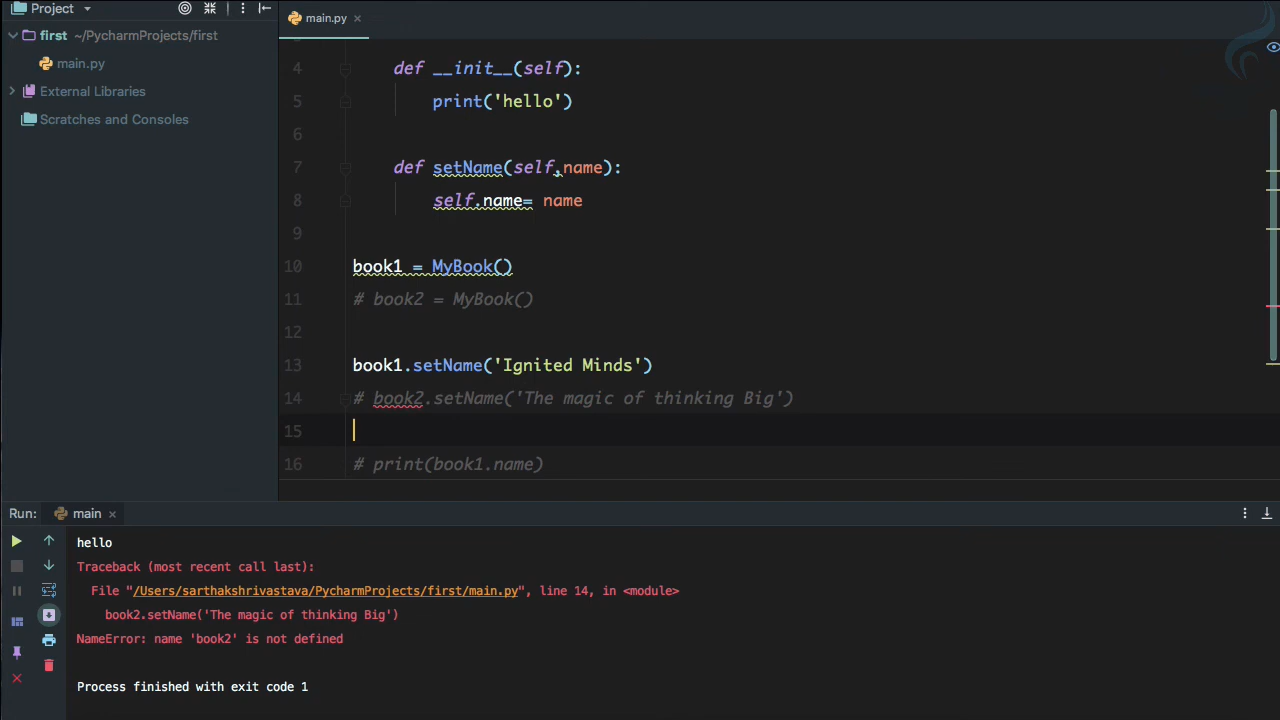 Project
main.py
first ~/PycharmProjects/first
main.py
External Libraries
Scratches and Consoles
4 def __init__(self):
5 print('hello')
6
7 def setName(self,name):
8 self.name= name
9
10 book1 = MyBook()
11 # book2 = MyBook()
12
13 book1.setName('Ignited Minds')
14 # book2.setName('The magic of thinking Big')
15
16 # print(book1.name)
Run: main
hello
Traceback (most recent call last):
File "/Users/sarthakshrivastava/PycharmProjects/first/main.py", line 14, in <module>
book2.setName('The magic of thinking Big')
NameError: name 'book2' is not defined
Process finished with exit code 1